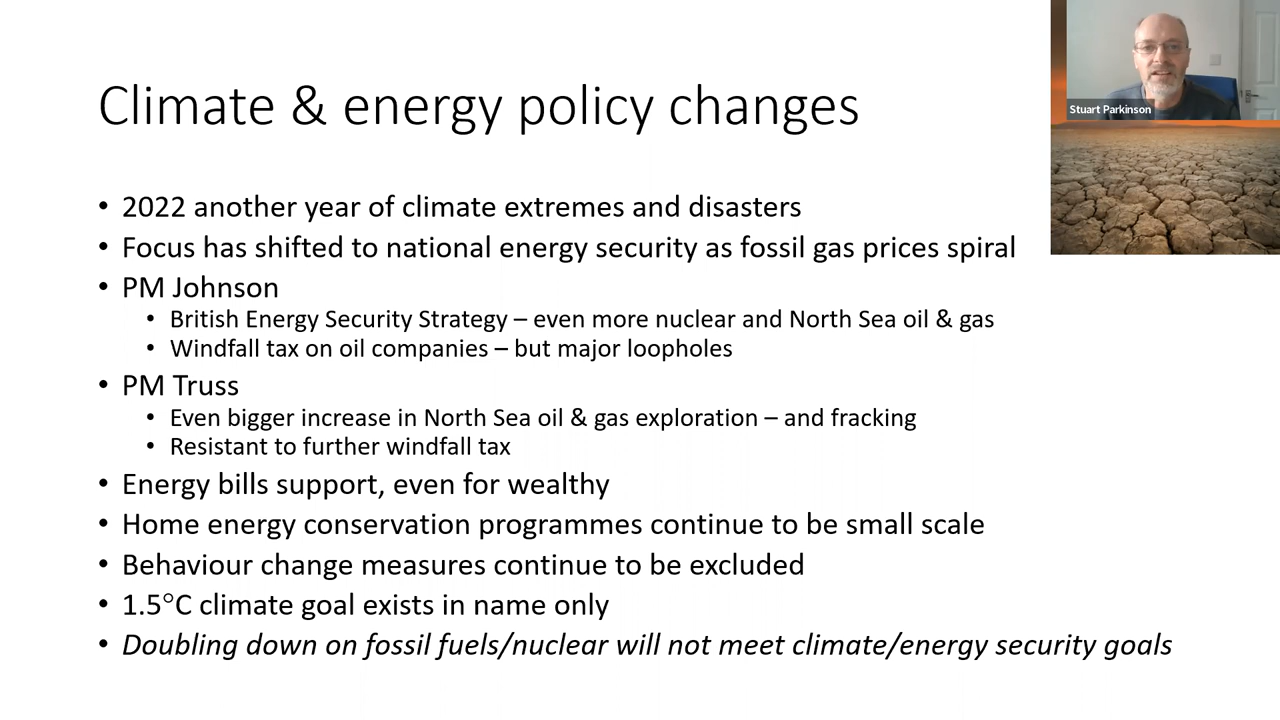 Climate & energy policy changes
Stuart Parkinson
• 2022 another year of climate extremes and disasters
• Focus has shifted to national energy security as fossil gas prices spiral
• PM Johnson
• British Energy Security Strategy – even more nuclear and North Sea oil & gas
• Windfall tax on oil companies – but major loopholes
• PM Truss
• Even bigger increase in North Sea oil & gas exploration – and fracking
• Resistant to further windfall tax
• Energy bills support, even for wealthy
• Home energy conservation programmes continue to be small scale
• Behaviour change measures continue to be excluded
• 1.5°C climate goal exists in name only
• Doubling down on fossil fuels/nuclear will not meet climate/energy security goals